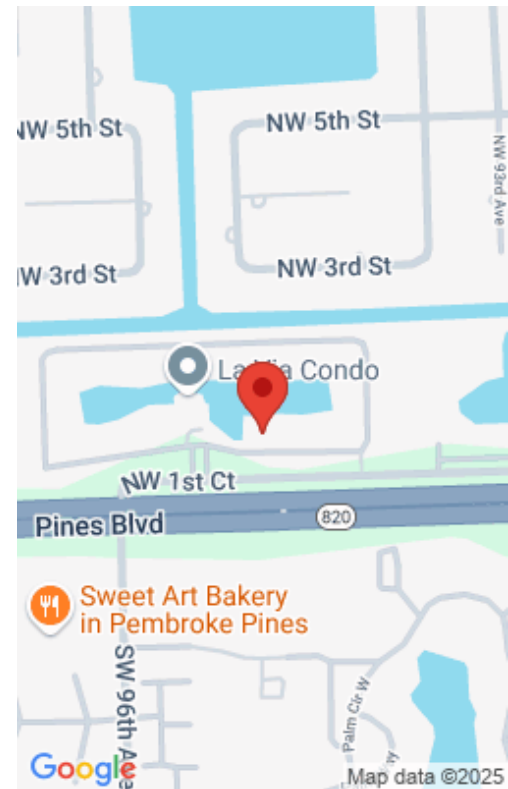 NW 5th St
NW 5th St
NW 93rd Ave
NW 3rd St
NW 3rd St
Condo
NW 1st Ct
Pines Blvd
820
Sweet Art Bakery
in Pembroke Pines
SW 96th
Palm Cir W
Google
Map data ©2025